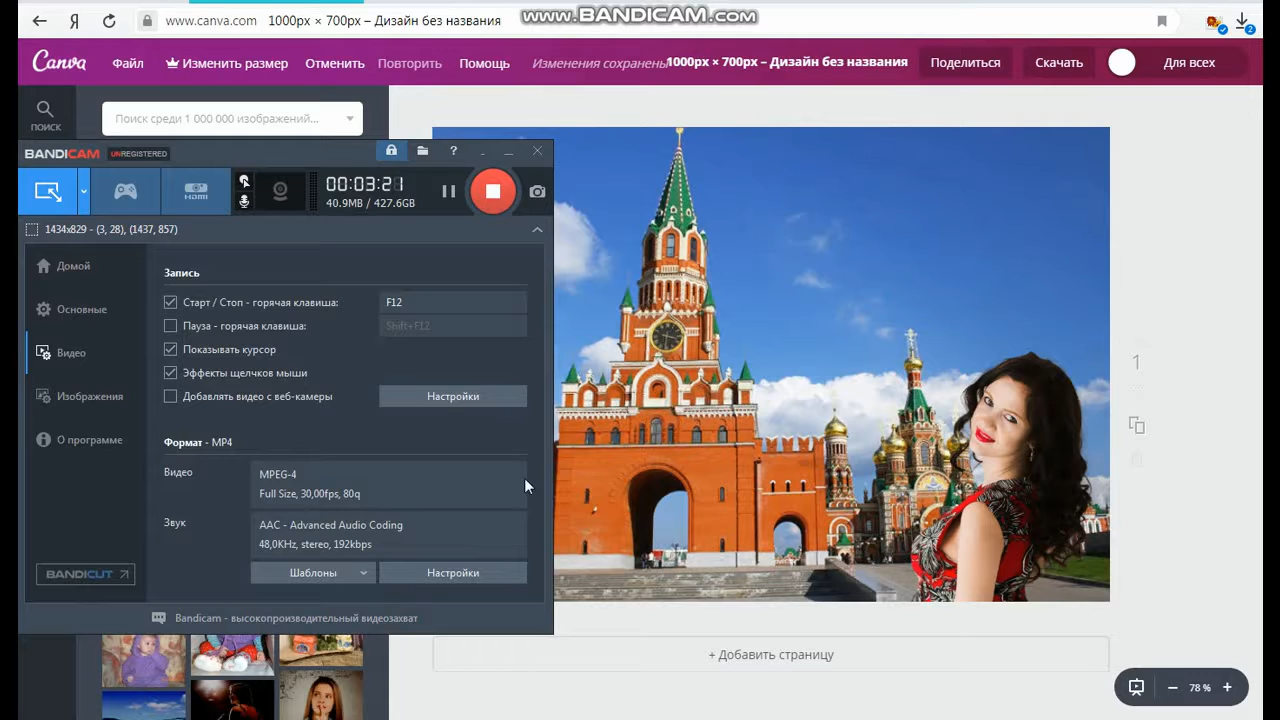 www.BANDICAM.com
www.canva.com 1000px × 700px – Дизайн без названия
2
Canva Файл Изменить размер Отменить Повторить Помощь Изменения сохранены 1000px × 700px – Дизайн без названия Поделиться Скачать Для всех
ПОИСК
Поиск среди 1 000 000 изображений...
BANDICAM UNREGISTERED ?
HDMI
00:03:21
40.9MB / 427.6GB
1434x829 - (3, 28), (1437, 857)
Домой
Основные
Видео
Изображения
О программе
BANDICUT
Запись
Старт / Стоп - горячая клавиша: F12
Пауза - горячая клавиша: Shift+F12
Показывать курсор
Эффекты щелчков мыши
Добавлять видео с веб-камеры Настройки
Формат - MP4
Видео
MPEG-4
Full Size, 30,00fps, 80q
Звук
AAC - Advanced Audio Coding
48,0KHz, stereo, 192kbps
Шаблоны Настройки
Bandicam - высокопроизводительный видеозахват
1
+ Добавить страницу
− 78 % +